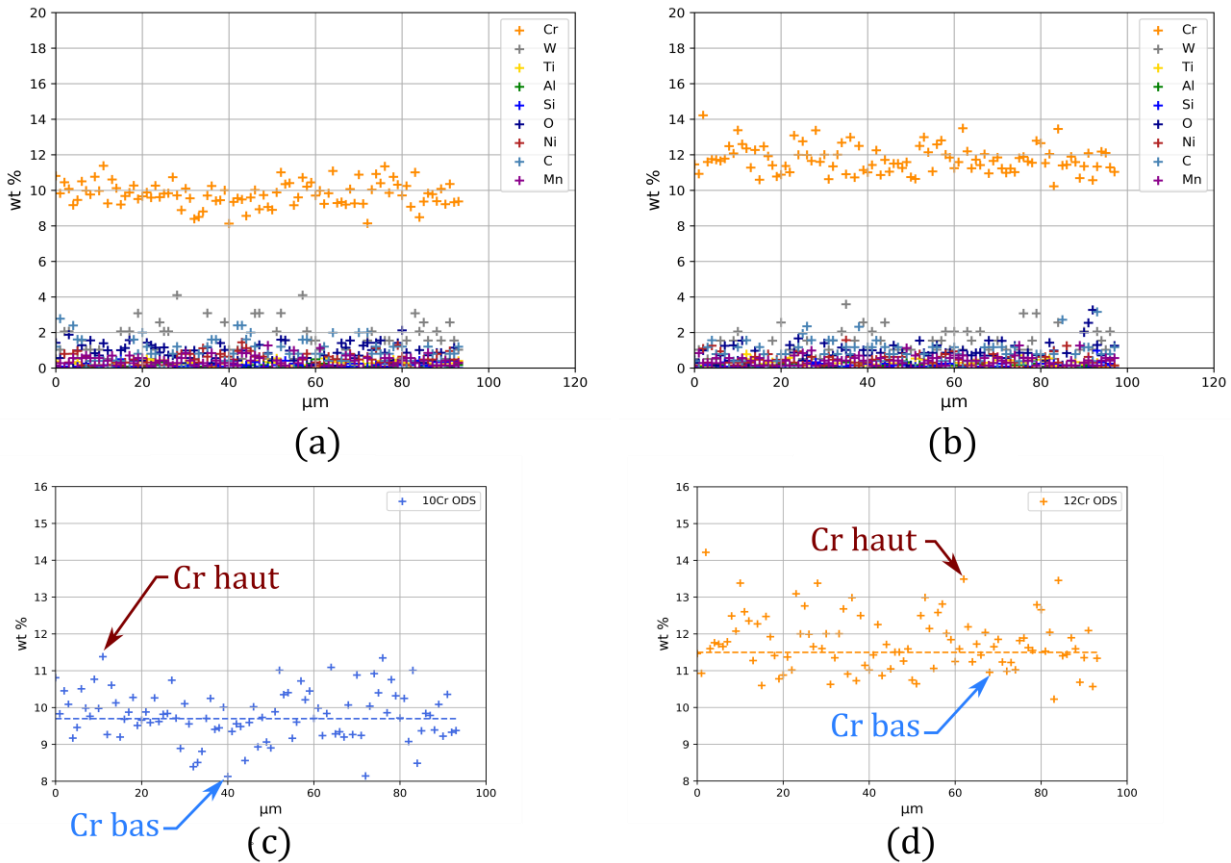 20
18
16
14
12
10
8
6
4
2
0
wt %
0 20 40 60 80 100 120
µm
Cr
W
Ti
Al
Si
O
Ni
C
Mn
(a)
20
18
16
14
12
10
8
6
4
2
0
wt %
0 20 40 60 80 100 120
µm
Cr
W
Ti
Al
Si
O
Ni
C
Mn
(b)
16
15
14
13
12
11
10
9
8
wt %
0 20 40 60 80 100
µm
10Cr ODS
Cr haut
Cr bas
(c)
16
15
14
13
12
11
10
9
8
wt %
0 20 40 60 80 100
µm
12Cr ODS
Cr haut
Cr bas
(d)